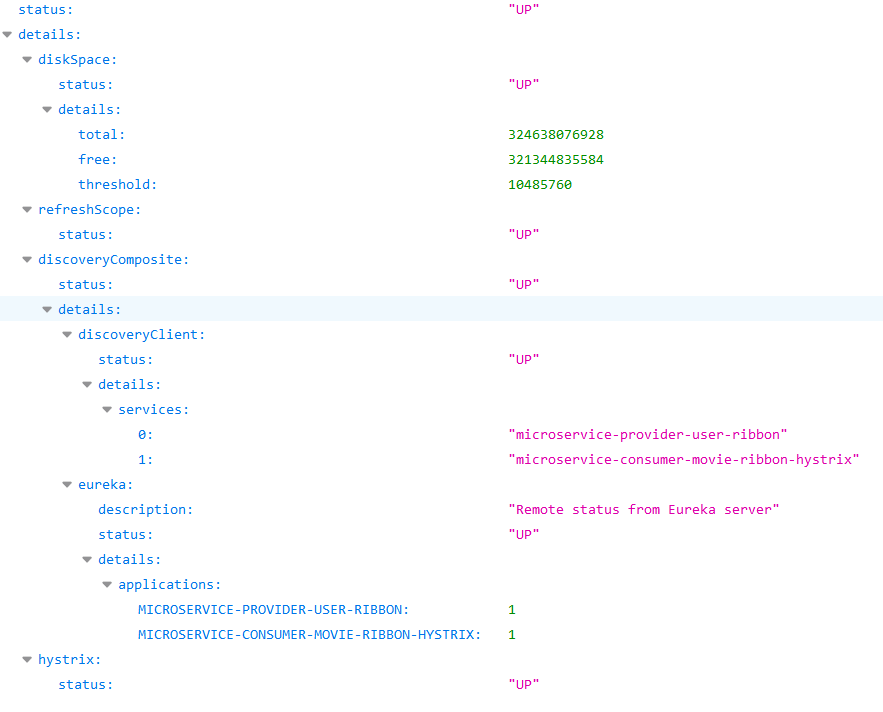 status: "UP"
details:
diskSpace:
status: "UP"
details:
total: 324638076928
free: 321344835584
threshold: 10485760
refreshScope:
status: "UP"
discoveryComposite:
status: "UP"
details:
discoveryClient:
status: "UP"
details:
services:
0: "microservice-provider-user-ribbon"
1: "microservice-consumer-movie-ribbon-hystrix"
eureka:
description: "Remote status from Eureka server"
status: "UP"
details:
applications:
MICROSERVICE-PROVIDER-USER-RIBBON: 1
MICROSERVICE-CONSUMER-MOVIE-RIBBON-HYSTRIX: 1
hystrix:
status: "UP"